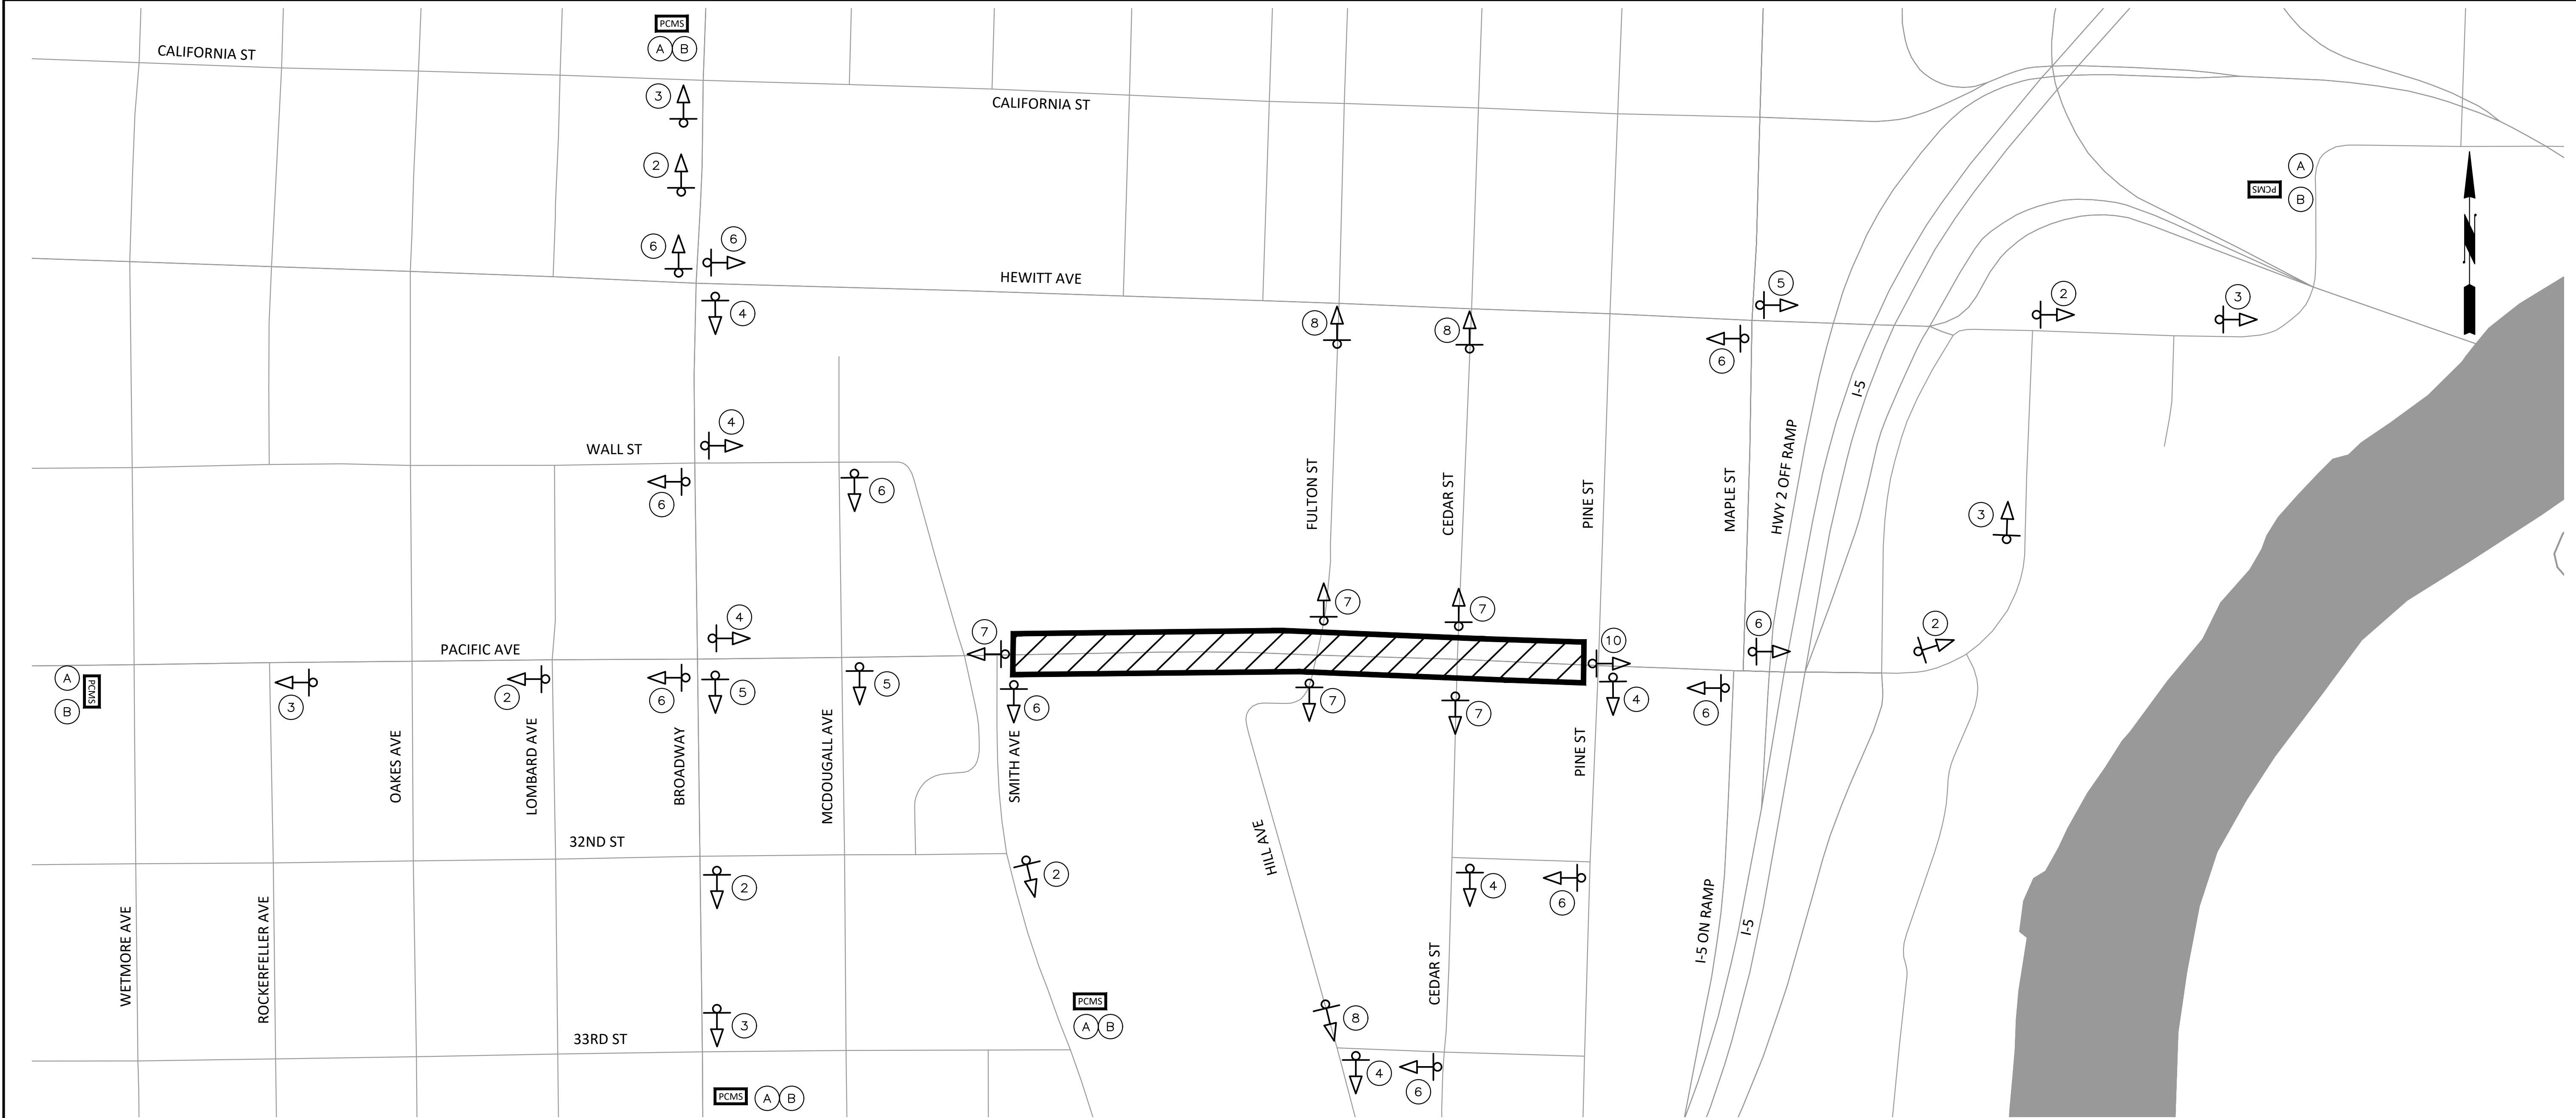 PCMS
A B
CALIFORNIA ST
3
CALIFORNIA ST
2
A
PCMS
B
6
6
HEWITT AVE
5
2
3
4
8
8
6
I-5
4
WALL ST
HWY 2 OFF RAMP
FULTON ST
CEDAR ST
PINE ST
MAPLE ST
6
6
3
7
7
4
7
10
6
2
PACIFIC AVE
A
PCMS
B
3
2
6
5
5
6
7
7
4
6
OAKES AVE
LOMBARD AVE
BROADWAY
MCDOUGALL AVE
SMITH AVE
PINE ST
32ND ST
HILL AVE
2
2
4
6
WETMORE AVE
ROCKERFELLER AVE
CEDAR ST
I-5 ON RAMP
I-5
PCMS
A B
3
8
33RD ST
4
6
PCMS A B
N